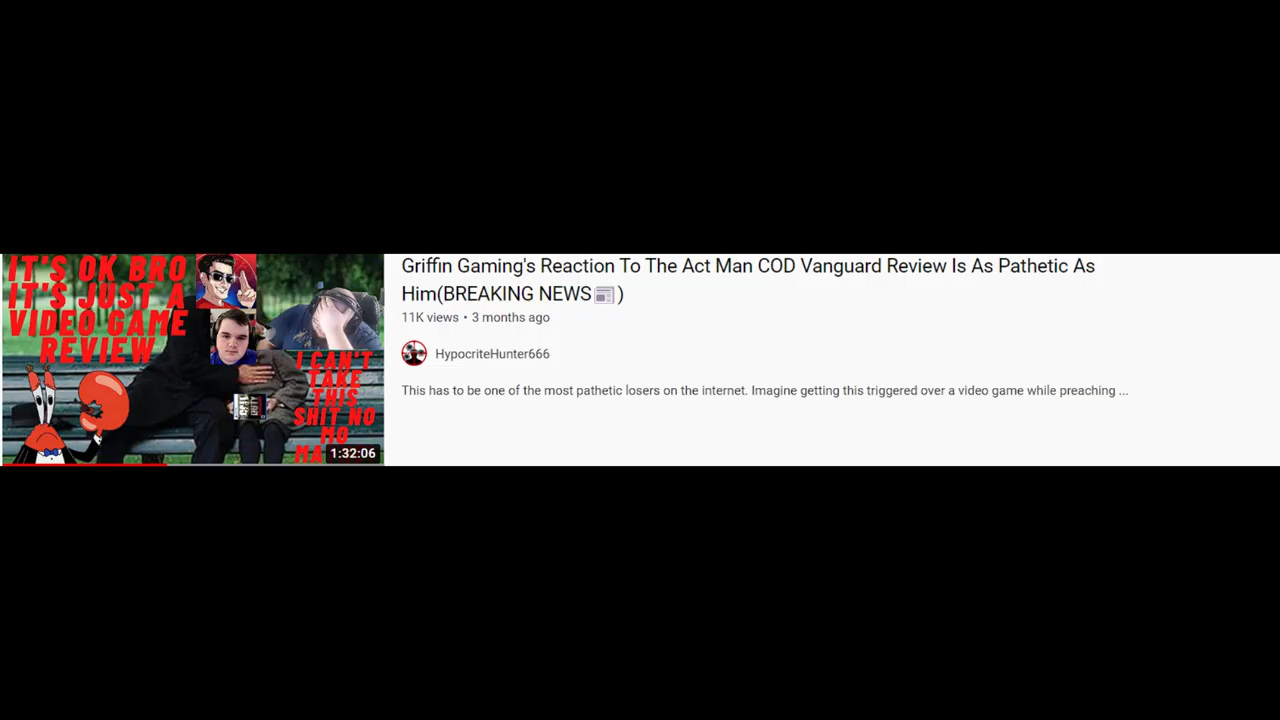 IT'S OK BRO
IT'S JUST A
VIDEO GAME
REVIEW
I CAN'T
TAKE
THIS
SHIT NO
MO
MA
1:32:06
Griffin Gaming's Reaction To The Act Man COD Vanguard Review Is As Pathetic As
Him(BREAKING NEWS📰)
11K views • 3 months ago
HypocriteHunter666
This has to be one of the most pathetic losers on the internet. Imagine getting this triggered over a video game while preaching ...